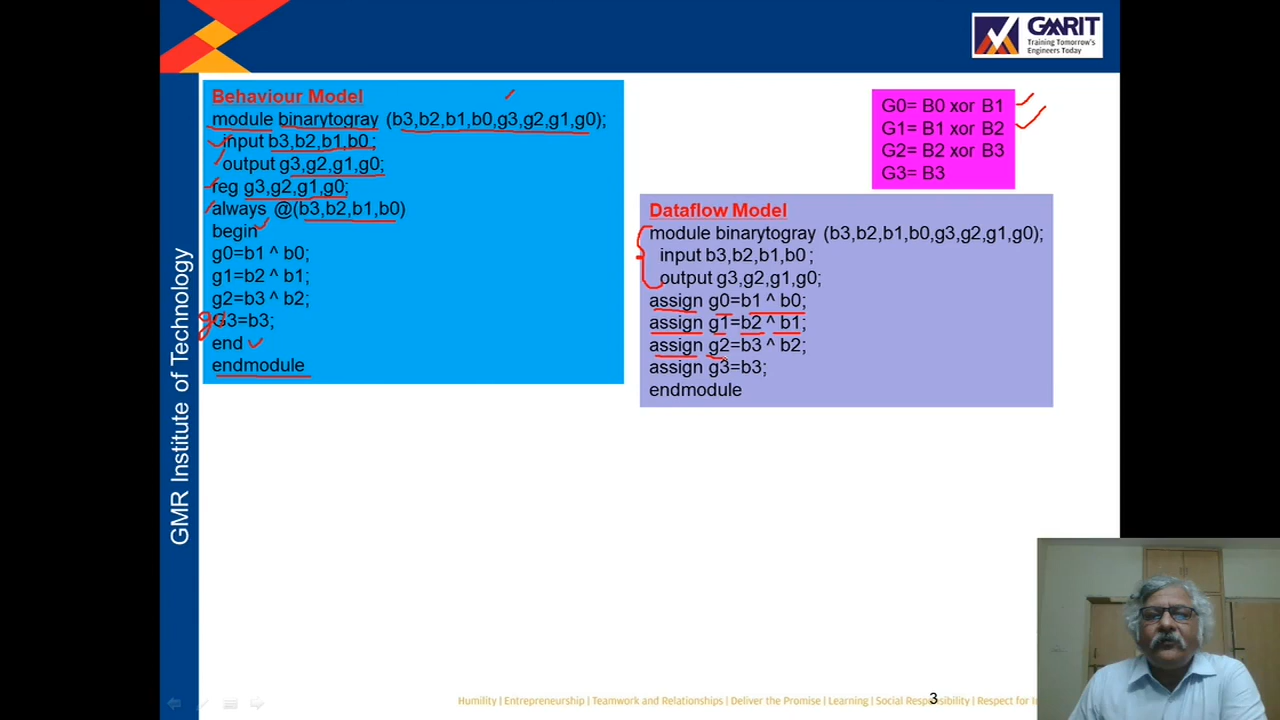 GMRIT
Training Tomorrow's
Engineers Today
GMR Institute of Technology
Behaviour Model
module binarytogray (b3,b2,b1,b0,g3,g2,g1,g0);
input b3,b2,b1,b0 ;
output g3,g2,g1,g0;
reg g3,g2,g1,g0;
always @(b3,b2,b1,b0)
begin
g0=b1 ^ b0;
g1=b2 ^ b1;
g2=b3 ^ b2;
G3=b3;
g
end
endmodule
G0= B0 xor B1
G1= B1 xor B2
G2= B2 xor B3
G3= B3
Dataflow Model
module binarytogray (b3,b2,b1,b0,g3,g2,g1,g0);
input b3,b2,b1,b0 ;
output g3,g2,g1,g0;
assign g0=b1 ^ b0;
assign g1=b2 ^ b1;
assign g2=b3 ^ b2;
assign g3=b3;
endmodule
Humility | Entrepreneurship | Teamwork and Relationships | Deliver the Promise | Learning | Social Responsibility | Respect for
3